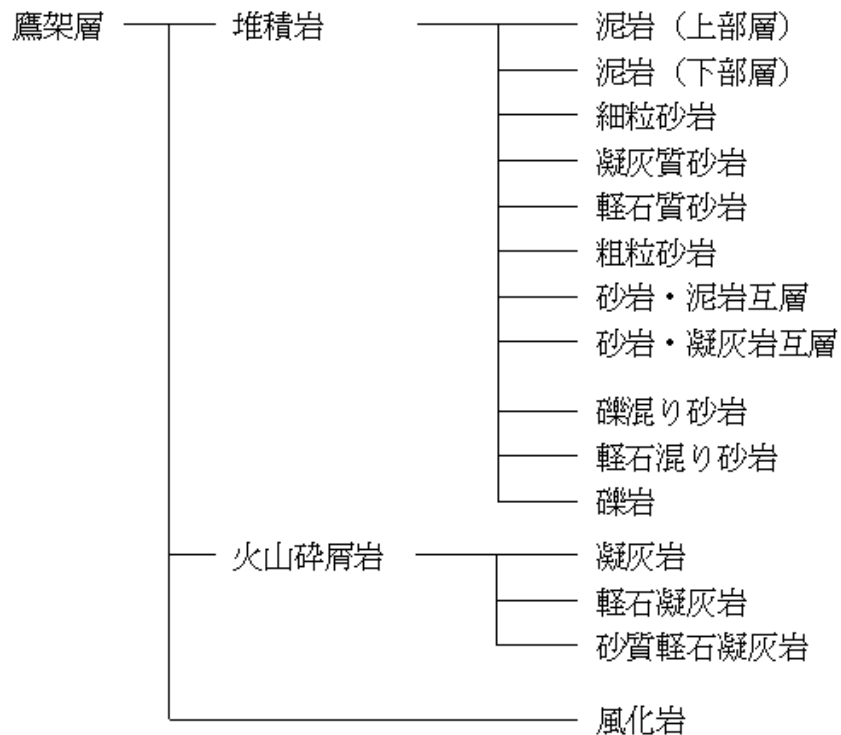 鷹架層 堆積岩 泥岩（上部層）
泥岩（下部層）
細粒砂岩
凝灰質砂岩
軽石質砂岩
粗粒砂岩
砂岩・泥岩互層
砂岩・凝灰岩互層
礫混り砂岩
軽石混り砂岩
礫岩
火山砕屑岩 凝灰岩
軽石凝灰岩
砂質軽石凝灰岩
風化岩